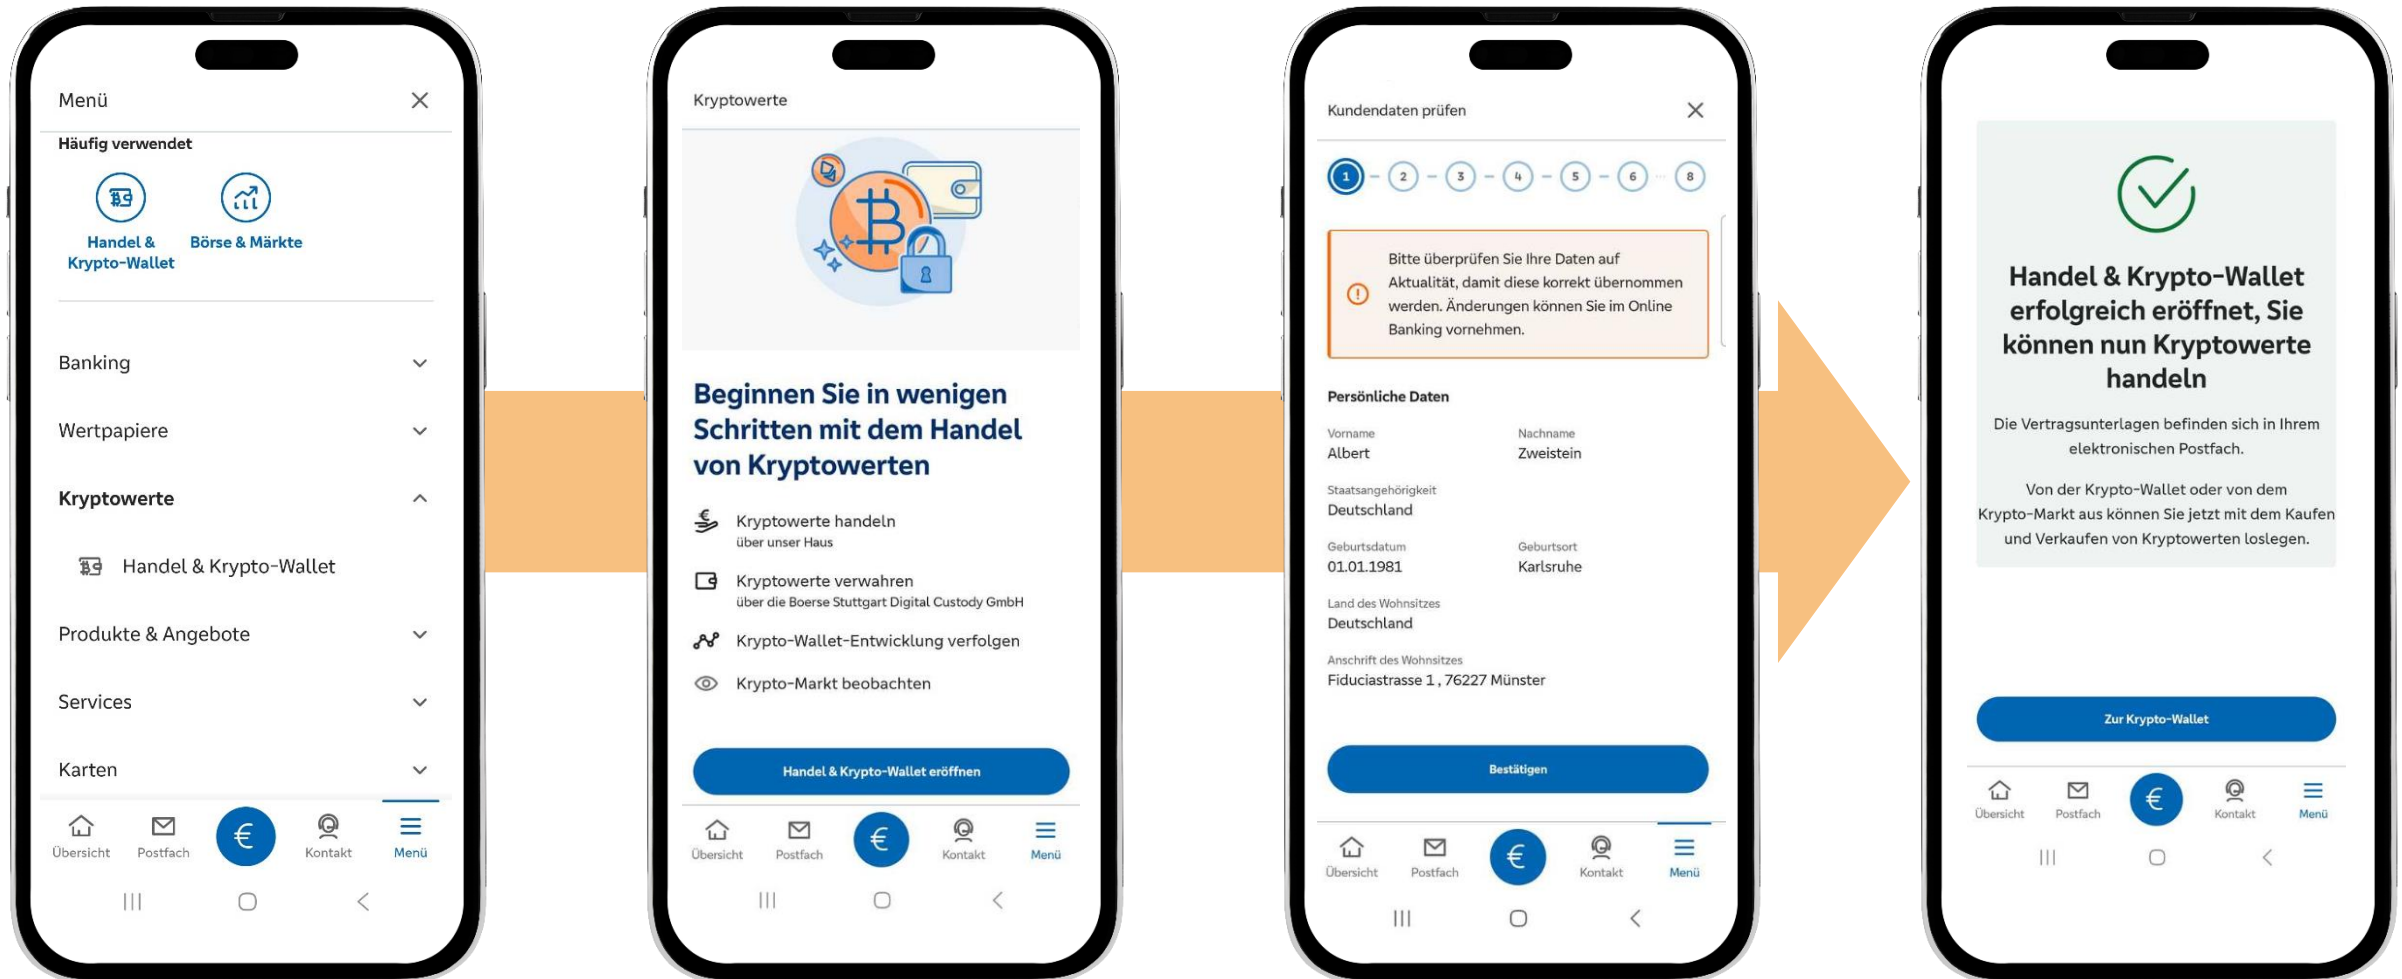 Menü
Häufig verwendet
Handel &
Krypto-Wallet
Börse & Märkte
Banking
Wertpapiere
Kryptowerte
Handel & Krypto-Wallet
Produkte & Angebote
Services
Karten
€
Übersicht Postfach Kontakt Menü
Kryptowerte
Beginnen Sie in wenigen
Schritten mit dem Handel
von Kryptowerten
Kryptowerte handeln
über unser Haus
Kryptowerte verwahren
über die Boerse Stuttgart Digital Custody GmbH
Krypto-Wallet-Entwicklung verfolgen
Krypto-Markt beobachten
Handel & Krypto-Wallet eröffnen
€
Übersicht Postfach Kontakt Menü
Kundendaten prüfen
1 - 2 - 3 - 4 - 5 - 6 ... 8
Bitte überprüfen Sie Ihre Daten auf
Aktualität, damit diese korrekt übernommen
werden. Änderungen können Sie im Online
Banking vornehmen.
Persönliche Daten
Vorname Nachname
Albert Zweistein
Staatsangehörigkeit
Deutschland
Geburtsdatum Geburtsort
01.01.1981 Karlsruhe
Land des Wohnsitzes
Deutschland
Anschrift des Wohnsitzes
Fiduciastrasse 1 , 76227 Münster
Bestätigen
€
Übersicht Postfach Kontakt Menü
Handel & Krypto-Wallet
erfolgreich eröffnet, Sie
können nun Kryptowerte
handeln
Die Vertragsunterlagen befinden sich in Ihrem
elektronischen Postfach.
Von der Krypto-Wallet oder von dem
Krypto-Markt aus können Sie jetzt mit dem Kaufen
und Verkaufen von Kryptowerten loslegen.
Zur Krypto-Wallet
€
Übersicht Postfach Kontakt Menü